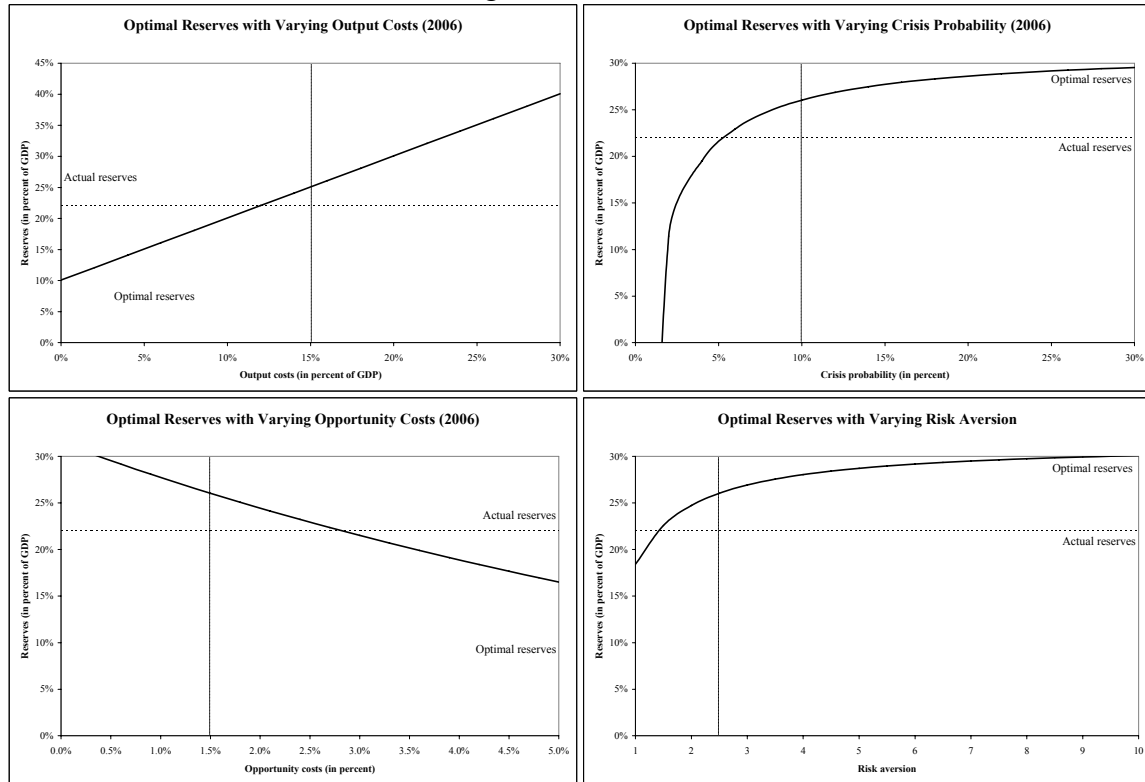 Optimal Reserves with Varying Output Costs (2006)
45%
40%
35%
30%
25%
20%
15%
10%
5%
0%
Reserves (in percent of GDP)
Actual reserves
Optimal reserves
0% 5% 10% 15% 20% 25% 30%
Output costs (in percent of GDP)
Optimal Reserves with Varying Crisis Probability (2006)
30%
25%
20%
15%
10%
5%
0%
Reserves (in percent of GDP)
Optimal reserves
Actual reserves
0% 5% 10% 15% 20% 25% 30%
Crisis probability (in percent)
Optimal Reserves with Varying Opportunity Costs (2006)
30%
25%
20%
15%
10%
5%
0%
Reserves (in percent of GDP)
Actual reserves
Optimal reserves
0.0% 0.5% 1.0% 1.5% 2.0% 2.5% 3.0% 3.5% 4.0% 4.5% 5.0%
Opportunity costs (in percent)
Optimal Reserves with Varying Risk Aversion
30%
25%
20%
15%
10%
5%
0%
Reserves (in percent of GDP)
Optimal reserves
Actual reserves
1 2 3 4 5 6 7 8 9 10
Risk aversion